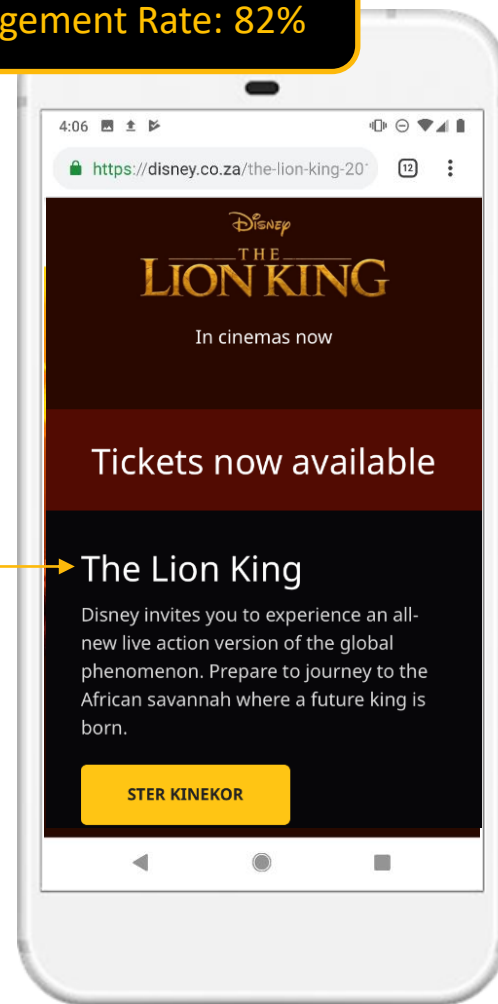 gement Rate: 82%
4:06
https://disney.co.za/the-lion-king-20
12
Disney
THE
LION KING
In cinemas now
Tickets now available
The Lion King
Disney invites you to experience an all-
new live action version of the global
phenomenon. Prepare to journey to the
African savannah where a future king is
born.
STER KINEKOR